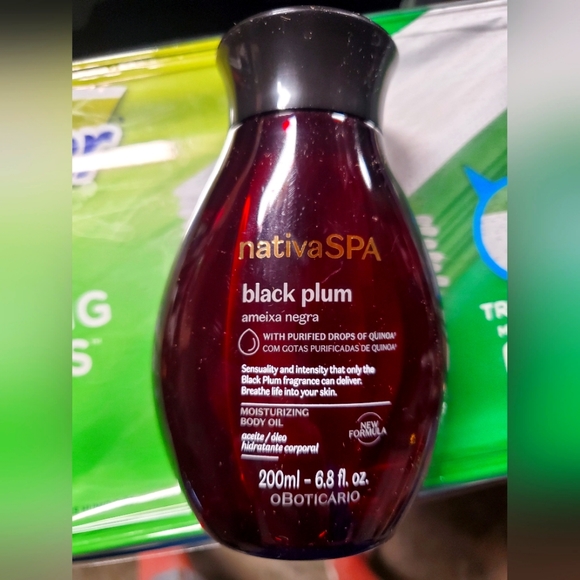 nativaSPA
black plum
ameixa negra
WITH PURIFIED DROPS OF QUINOA*
COM GOTAS PURIFICADAS DE QUINOA*
Sensuality and intensity that only the
Black Plum fragrance can deliver.
Breathe life into your skin.
MOISTURIZING
BODY OIL
aceite / óleo
hidratante corporal
NEW
FORMULA
200ml – 6.8 fl. oz.
oBOTICÁRIO